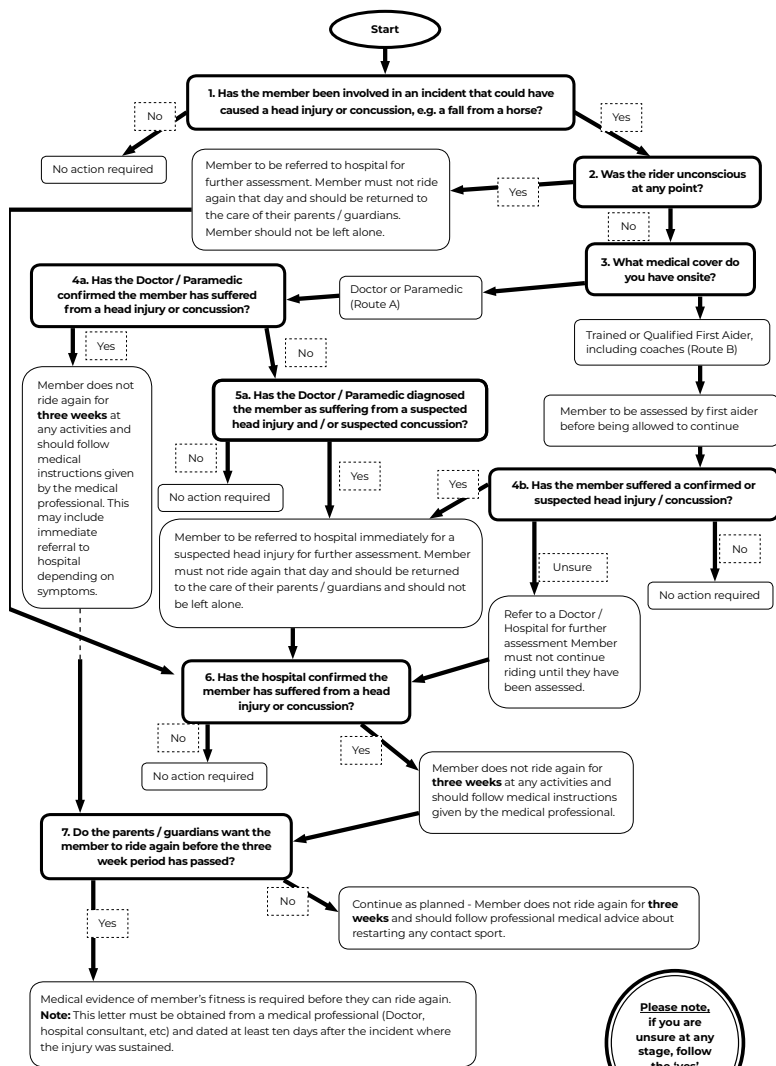 Start
1. Has the member been involved in an incident that could have
caused a head injury or concussion, e.g. a fall from a horse?
No
Yes
No action required
Member to be referred to hospital for
further assessment. Member must not ride
again that day and should be returned to
the care of their parents / guardians.
Member should not be left alone.
Yes
2. Was the rider unconscious
at any point?
No
3. What medical cover do
you have onsite?
4a. Has the Doctor / Paramedic
confirmed the member has suffered
from a head injury or concussion?
Doctor or Paramedic
(Route A)
Trained or Qualified First Aider,
including coaches (Route B)
Yes
No
Member does not
ride again for
three weeks at
any activities and
should follow
medical
instructions given
by the medical
professional. This
may include
immediate
referral to
hospital
depending on
symptoms.
5a. Has the Doctor / Paramedic diagnosed
the member as suffering from a suspected
head injury and / or suspected concussion?
Member to be assessed by first aider
before being allowed to continue
No
Yes
No action required
Yes
4b. Has the member suffered a confirmed or
suspected head injury / concussion?
Member to be referred to hospital immediately for a
suspected head injury for further assessment. Member
must not ride again that day and should be returned
to the care of their parents / guardians and should not
be left alone.
Unsure
No
No action required
Refer to a Doctor /
Hospital for further
assessment Member
must not continue
riding until they have
been assessed.
6. Has the hospital confirmed the
member has suffered from a head
injury or concussion?
No
Yes
No action required
Member does not ride again for
three weeks at any activities and
should follow medical instructions
given by the medical professional.
7. Do the parents / guardians want the
member to ride again before the three
week period has passed?
Yes
No
Continue as planned - Member does not ride again for three
weeks and should follow professional medical advice about
restarting any contact sport.
Medical evidence of member's fitness is required before they can ride again.
Note: This letter must be obtained from a medical professional (Doctor,
hospital consultant, etc) and dated at least ten days after the incident where
the injury was sustained.
Please note,
if you are
unsure at any
stage, follow
the 'yes'